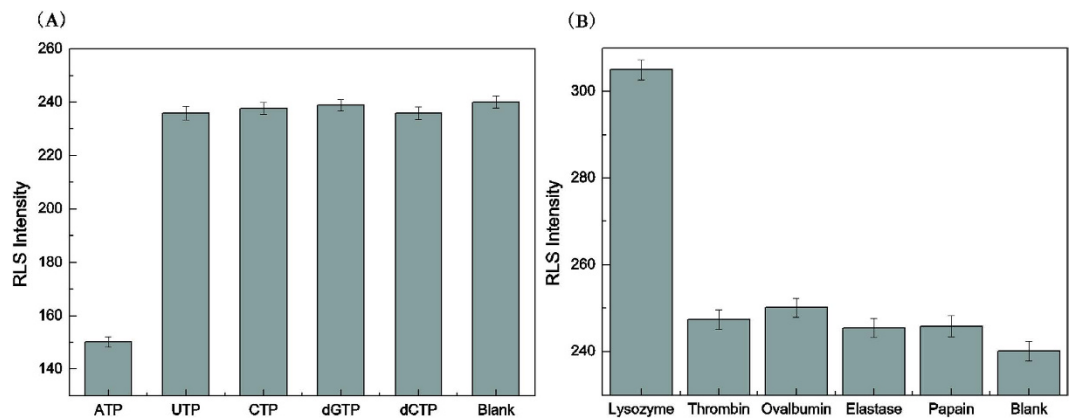 (A)
260
240
220
200
180
160
140
RLS Intensity
ATP UTP CTP dGTP dCTP Blank
(B)
300
280
260
240
RLS Intensity
Lysozyme Thrombin Ovalbumin Elastase Papain Blank